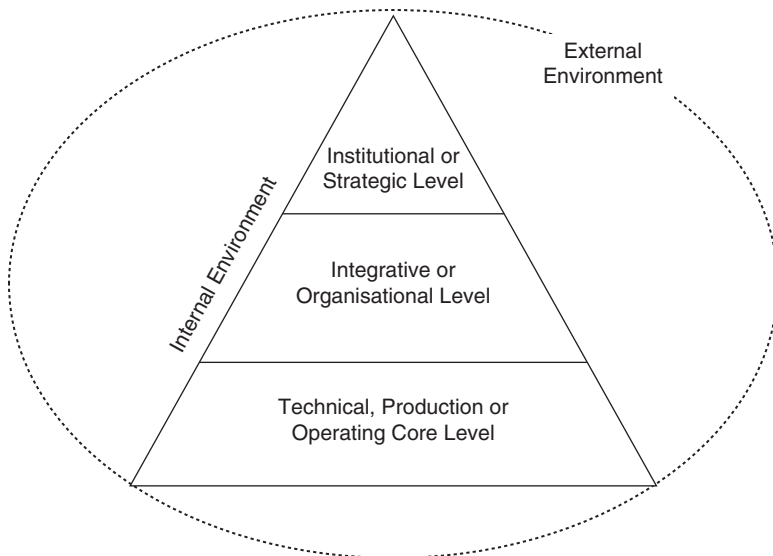 External
Environment
Institutional or
Strategic Level
Internal Environment
Integrative or
Organisational Level
Technical, Production or
Operating Core Level